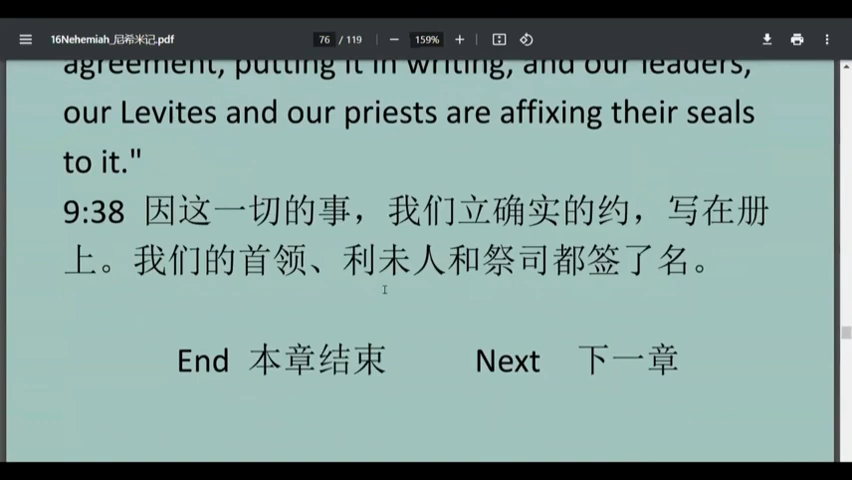 16Nehemiah_尼希米记.pdf
76 / 119
159%
agreement, putting it in writing, and our leaders,
our Levites and our priests are affixing their seals
to it."
9:38 因这一切的事，我们立确实的约，写在册
上。我们的首领、利未人和祭司都签了名。
End 本章结束 Next 下一章